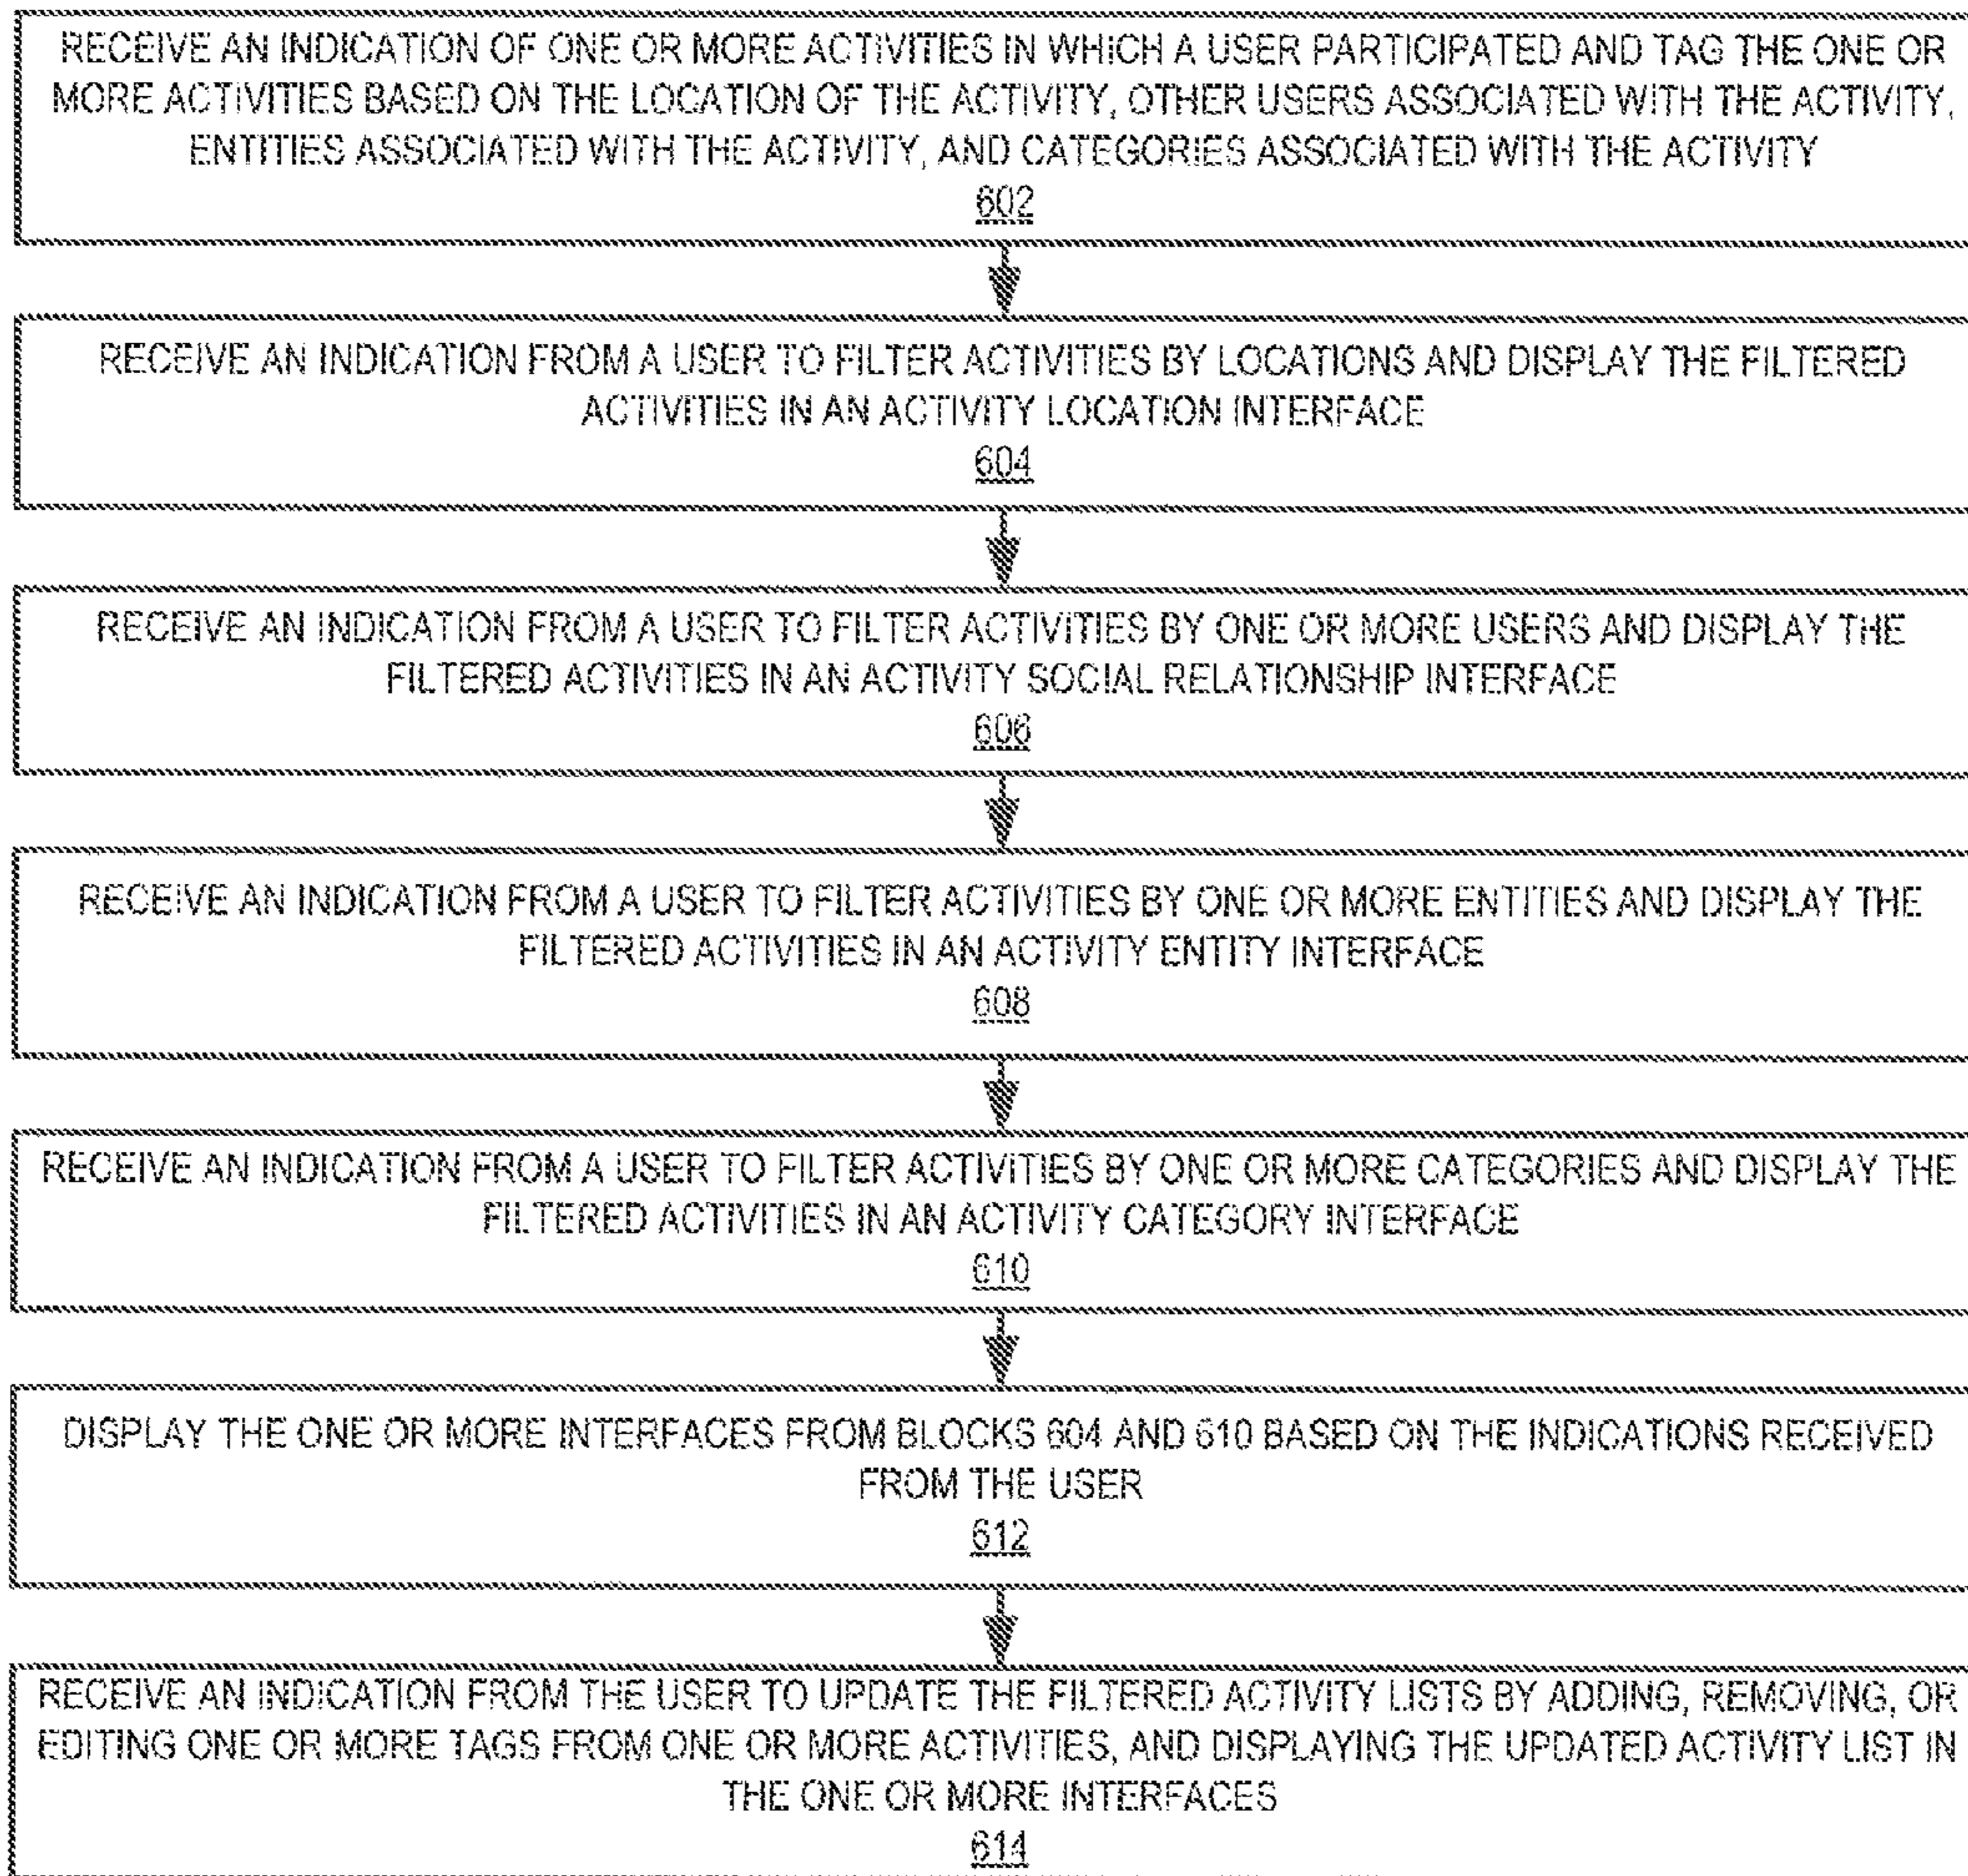 RECEIVE AN INDICATION OF ONE OR MORE ACTIVITIES IN WHICH A USER PARTICIPATED AND TAG THE ONE OR
MORE ACTIVITIES BASED ON THE LOCATION OF THE ACTIVITY, OTHER USERS ASSOCIATED WITH THE ACTIVITY,
ENTITIES ASSOCIATED WITH THE ACTIVITY, AND CATEGORIES ASSOCIATED WITH THE ACTIVITY
602
RECEIVE AN INDICATION FROM A USER TO FILTER ACTIVITIES BY LOCATIONS AND DISPLAY THE FILTERED
ACTIVITIES IN AN ACTIVITY LOCATION INTERFACE
604
RECEIVE AN INDICATION FROM A USER TO FILTER ACTIVITIES BY ONE OR MORE USERS AND DISPLAY THE
FILTERED ACTIVITIES IN AN ACTIVITY SOCIAL RELATIONSHIP INTERFACE
606
RECEIVE AN INDICATION FROM A USER TO FILTER ACTIVITIES BY ONE OR MORE ENTITIES AND DISPLAY THE
FILTERED ACTIVITIES IN AN ACTIVITY ENTITY INTERFACE
608
RECEIVE AN INDICATION FROM A USER TO FILTER ACTIVITIES BY ONE OR MORE CATEGORIES AND DISPLAY THE
FILTERED ACTIVITIES IN AN ACTIVITY CATEGORY INTERFACE
610
DISPLAY THE ONE OR MORE INTERFACES FROM BLOCKS 604 AND 610 BASED ON THE INDICATIONS RECEIVED
FROM THE USER
612
RECEIVE AN INDICATION FROM THE USER TO UPDATE THE FILTERED ACTIVITY LISTS BY ADDING, REMOVING, OR
EDITING ONE OR MORE TAGS FROM ONE OR MORE ACTIVITIES, AND DISPLAYING THE UPDATED ACTIVITY LIST IN
THE ONE OR MORE INTERFACES
614